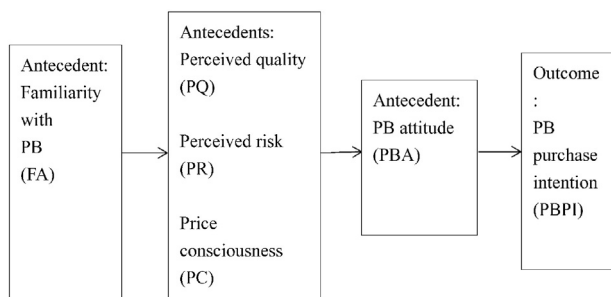 Antecedent:
Familiarity
with
PB
(FA)
Antecedents:
Perceived quality
(PQ)
Perceived risk
(PR)
Price
consciousness
(PC)
Antecedent:
PB attitude
(PBA)
Outcome
:
PB
purchase
intention
(PBPI)